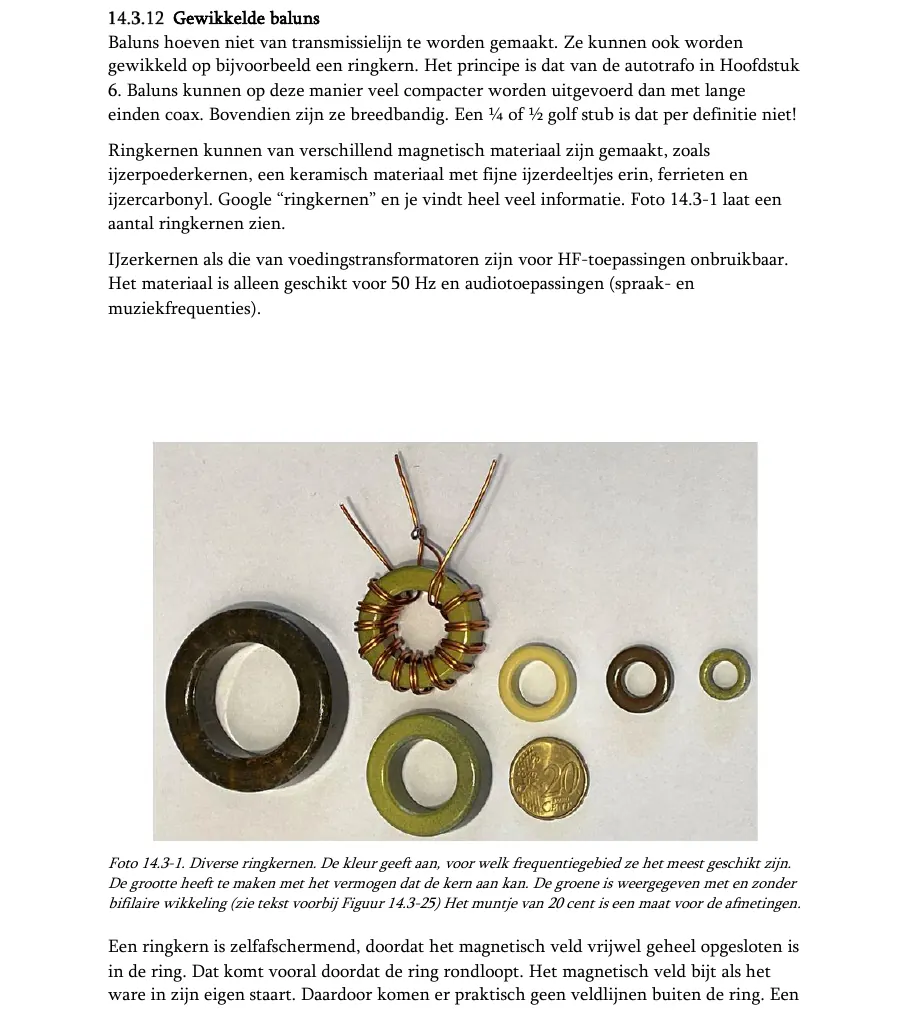 14.3.12 Gewikkelde baluns
Baluns hoeven niet van transmissielijn te worden gemaakt. Ze kunnen ook worden
gewikkeld op bijvoorbeeld een ringkern. Het principe is dat van de autotrafo in Hoofdstuk
6. Baluns kunnen op deze manier veel compacter worden uitgevoerd dan met lange
einden coax. Bovendien zijn ze breedbandig. Een ¼ of ½ golf stub is dat per definitie niet!
Ringkernen kunnen van verschillend magnetisch materiaal zijn gemaakt, zoals
ijzerpoederkernen, een keramisch materiaal met fijne ijzerdeeltjes erin, ferrieten en
ijzercarbonyl. Google “ringkernen” en je vindt heel veel informatie. Foto 14.3-1 laat een
aantal ringkernen zien.
IJzerkernen als die van voedingstransformatoren zijn voor HF-toepassingen onbruikbaar.
Het materiaal is alleen geschikt voor 50 Hz en audiotoepassingen (spraak- en
muziekfrequenties).
20
Foto 14.3-1. Diverse ringkernen. De kleur geeft aan, voor welk frequentiegebied ze het meest geschikt zijn.
De grootte heeft te maken met het vermogen dat de kern aan kan. De groene is weergegeven met en zonder
bifilaire wikkeling (zie tekst voorbij Figuur 14.3-25) Het muntje van 20 cent is een maat voor de afmetingen.
Een ringkern is zelfafschermend, doordat het magnetisch veld vrijwel geheel opgesloten is
in de ring. Dat komt vooral doordat de ring rondloopt. Het magnetisch veld bijt als het
ware in zijn eigen staart. Daardoor komen er praktisch geen veldlijnen buiten de ring. Een